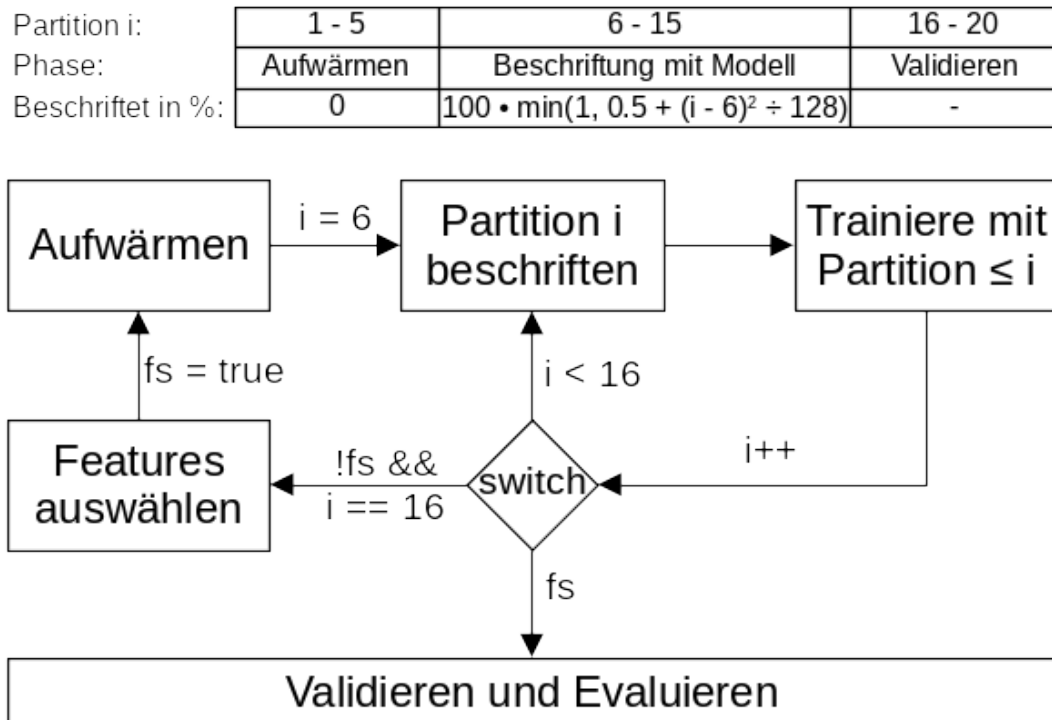 Partition i: 1 - 5 6 - 15 16 - 20
Phase: Aufwärmen Beschriftung mit Modell Validieren
Beschriftet in %: 0 100 • min(1, 0.5 + (i - 6)² ÷ 128) -
Aufwärmen
i = 6
Partition i
beschriften
Trainiere mit
Partition ≤ i
fs = true
i < 16
i++
Features
auswählen
!fs &&
i == 16
switch
fs
Validieren und Evaluieren